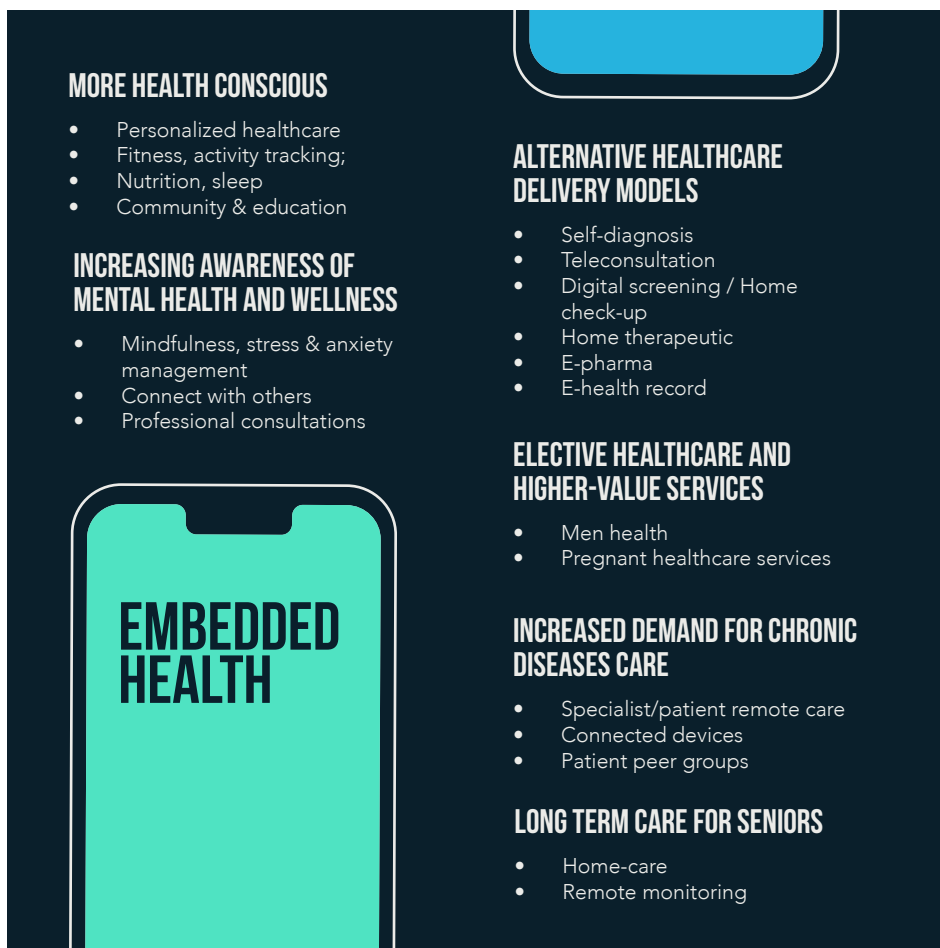 MORE HEALTH CONSCIOUS
• Personalized healthcare
• Fitness, activity tracking;
• Nutrition, sleep
• Community & education
INCREASING AWARENESS OF
MENTAL HEALTH AND WELLNESS
• Mindfulness, stress & anxiety
management
• Connect with others
• Professional consultations
EMBEDDED
HEALTH
ALTERNATIVE HEALTHCARE
DELIVERY MODELS
• Self-diagnosis
• Teleconsultation
• Digital screening / Home
check-up
• Home therapeutic
• E-pharma
• E-health record
ELECTIVE HEALTHCARE AND
HIGHER-VALUE SERVICES
• Men health
• Pregnant healthcare services
INCREASED DEMAND FOR CHRONIC
DISEASES CARE
• Specialist/patient remote care
• Connected devices
• Patient peer groups
LONG TERM CARE FOR SENIORS
• Home-care
• Remote monitoring